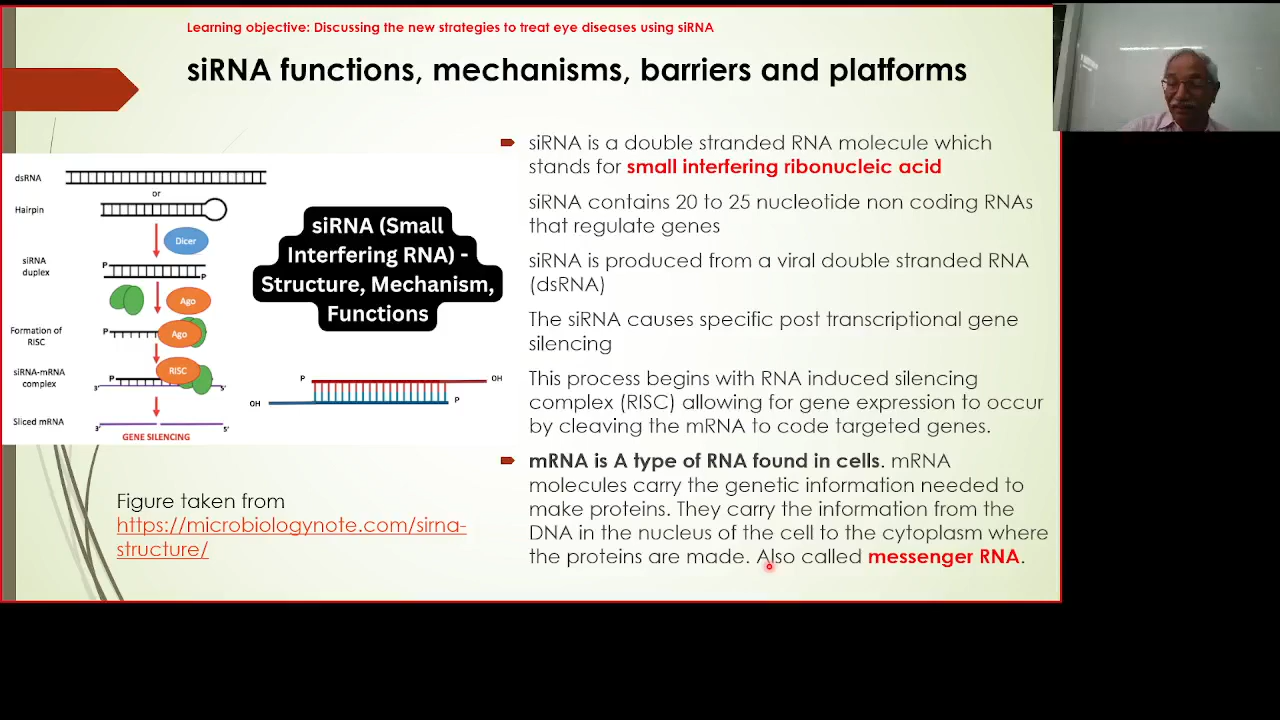 Learning objective: Discussing the new strategies to treat eye diseases using siRNA
siRNA functions, mechanisms, barriers and platforms
dsRNA
or
Hairpin
Dicer
siRNA
duplex
P
P
Ago
Formation of
RISC
P
Ago
siRNA-mRNA
complex
P
RISC
3'
5'
Sliced mRNA
3'
5'
GENE SILENCING
siRNA (Small
Interfering RNA) -
Structure, Mechanism,
Functions
P
OH
OH
P
Figure taken from
https://microbiologynote.com/sirna-
structure/
siRNA is a double stranded RNA molecule which
stands for small interfering ribonucleic acid
siRNA contains 20 to 25 nucleotide non coding RNAs
that regulate genes
siRNA is produced from a viral double stranded RNA
(dsRNA)
The siRNA causes specific post transcriptional gene
silencing
This process begins with RNA induced silencing
complex (RISC) allowing for gene expression to occur
by cleaving the mRNA to code targeted genes.
mRNA is A type of RNA found in cells. mRNA
molecules carry the genetic information needed to
make proteins. They carry the information from the
DNA in the nucleus of the cell to the cytoplasm where
the proteins are made. Also called messenger RNA.